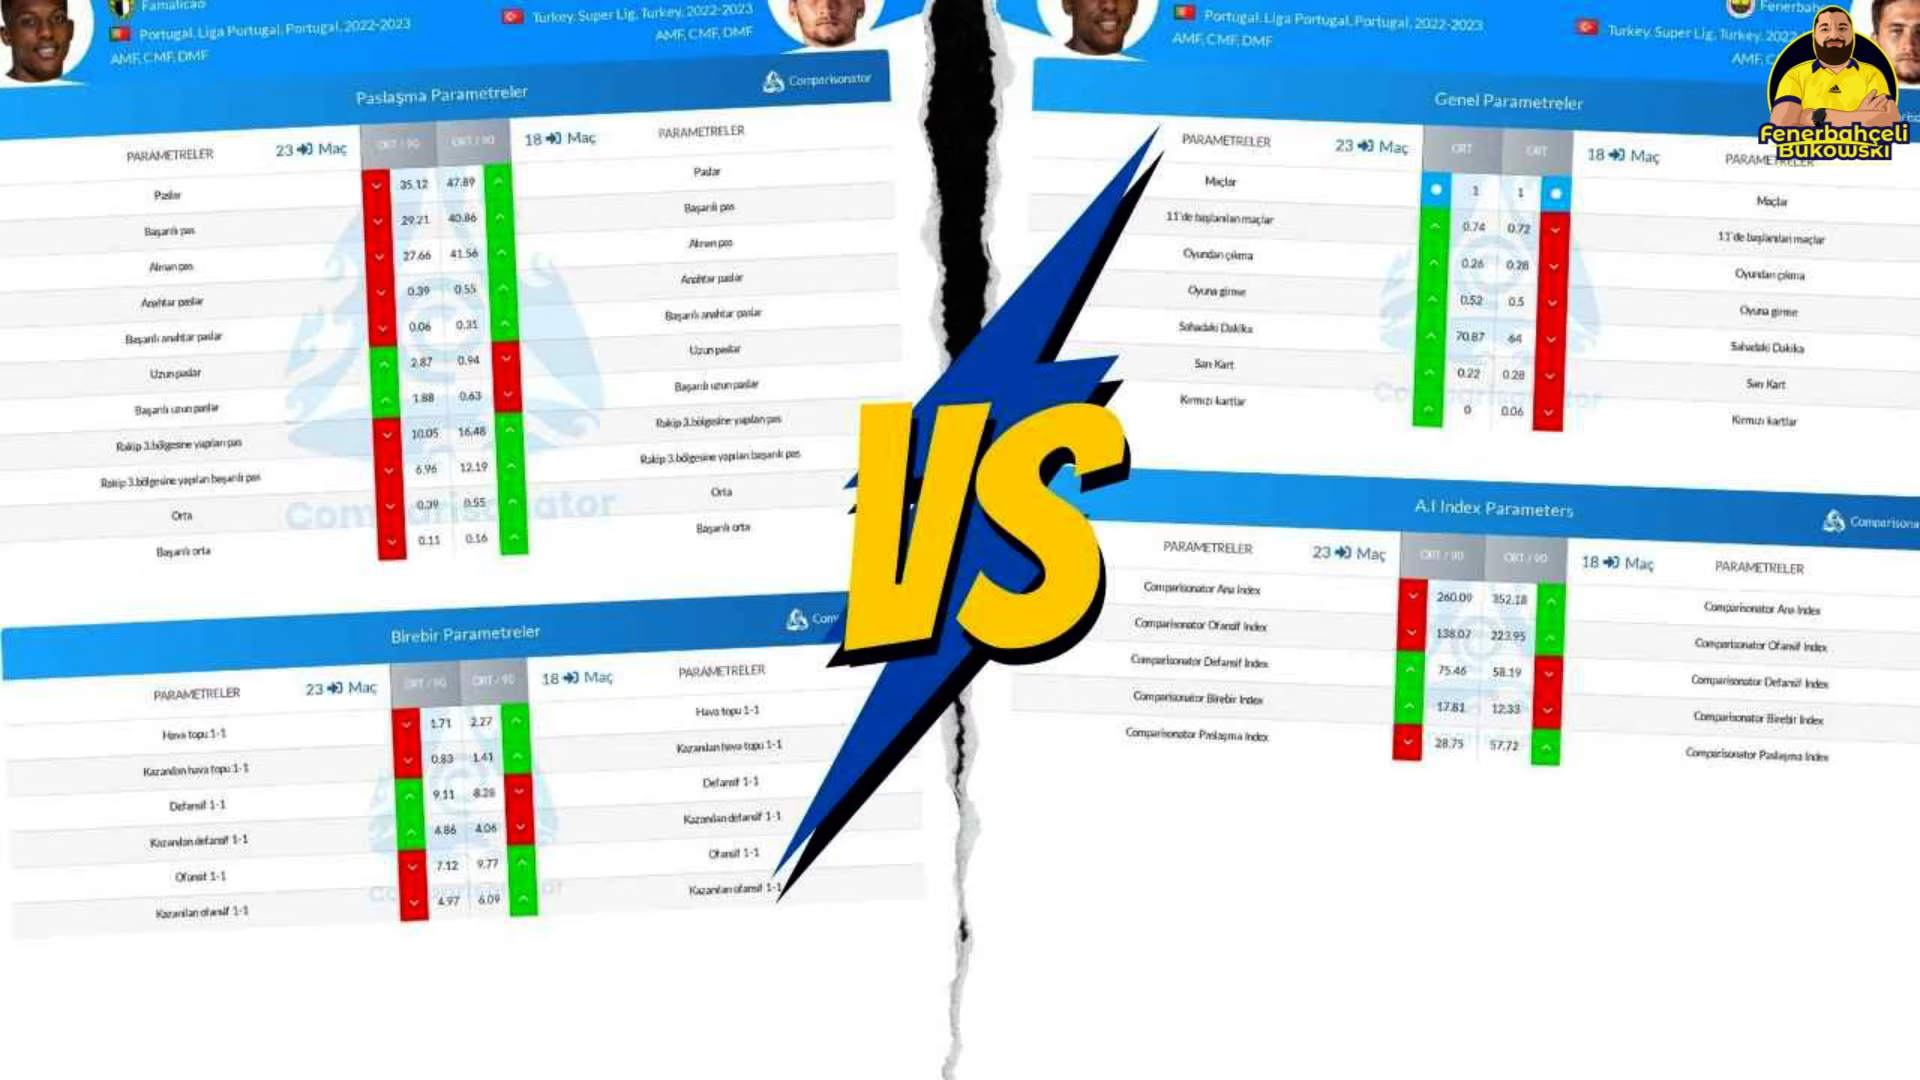 Famalicão
Portugal. Liga Portugal, Portugal, 2022-2023
AMF, CMF, DMF
Turkey. Super Lig, Turkey, 2022-2023
AMF, CMF, DMF
Paslaşma Parametreler
Comparisonator
PARAMETRELER 23 Maç ORT / 90 ORT / 90 18 Maç PARAMETRELER
Paslar 35.12 47.89 Paslar
Başarılı pas 29.21 40.86 Başarılı pas
Alınan pas 27.66 41.56 Alınan pas
Anahtar paslar 0.39 0.55 Anahtar paslar
Başarılı anahtar paslar 0.06 0.31 Başarılı anahtar paslar
Uzun paslar 2.87 0.94 Uzun paslar
Başarılı uzun paslar 1.88 0.63 Başarılı uzun paslar
Rakip 3.bölgesine yapılan pas 10.05 16.48 Rakip 3.bölgesine yapılan pas
Rakip 3.bölgesine yapılan başarılı pas 6.96 12.19 Rakip 3.bölgesine yapılan başarılı pas
Orta 0.39 0.55 Orta
Başarılı orta 0.11 0.16 Başarılı orta
Comparisonator
Birebir Parametreler
PARAMETRELER 23 Maç ORT / 90 ORT / 90 18 Maç PARAMETRELER
Hava topu 1-1 1.71 2.27 Hava topu 1-1
Kazanılan hava topu 1-1 0.83 1.41 Kazanılan hava topu 1-1
Defansif 1-1 9.11 8.28 Defansif 1-1
Kazanılan defansif 1-1 4.86 4.06 Kazanılan defansif 1-1
Ofansif 1-1 7.12 9.77 Ofansif 1-1
Kazanılan ofansif 1-1 4.97 6.09 Kazanılan ofansif 1-1
VS
Portugal. Liga Portugal, Portugal, 2022-2023
AMF, CMF, DMF
Turkey. Super Lig, Turkey, 2022
AMF, C
Fenerbahçeli
BUKOWSKI
Genel Parametreler
PARAMETRELER 23 Maç ORT ORT 18 Maç PARAMETRELER
Maçlar 1 1 Maçlar
11'de başlanılan maçlar 0.74 0.72 11'de başlanılan maçlar
Oyundan çıkma 0.26 0.28 Oyundan çıkma
Oyuna girme 0.52 0.5 Oyuna girme
Sahadaki Dakika 70.87 64 Sahadaki Dakika
Sarı Kart 0.22 0.28 Sarı Kart
Kırmızı kartlar 0 0.06 Kırmızı kartlar
A.I Index Parameters
Comparisona
PARAMETRELER 23 Maç ORT / 90 ORT / 90 18 Maç PARAMETRELER
Comparisonator Ana Index 260.09 352.18 Comparisonator Ana Index
Comparisonator Ofansif Index 138.07 223.95 Comparisonator Ofansif Index
Comparisonator Defansif Index 75.46 58.19 Comparisonator Defansif Index
Comparisonator Birebir Index 17.81 12.33 Comparisonator Birebir Index
Comparisonator Paslaşma Index 28.75 57.72 Comparisonator Paslaşma Index